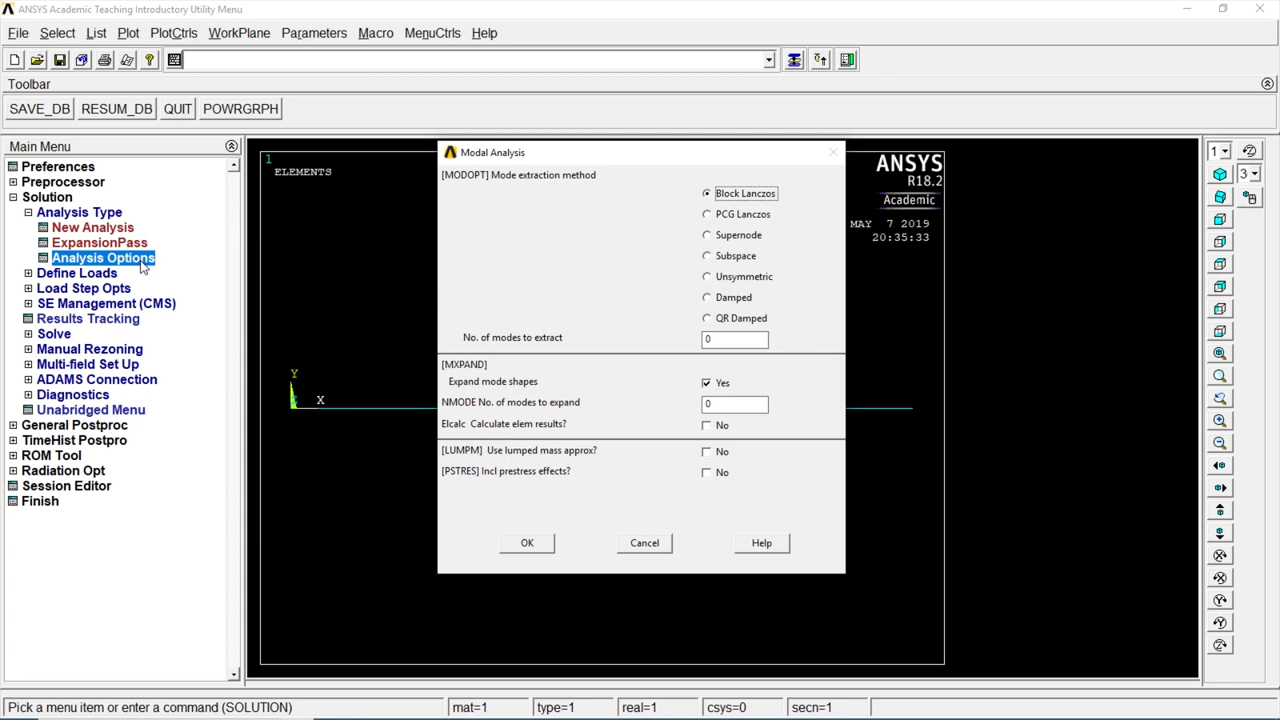 ANSYS Academic Teaching Introductory Utility Menu
File Select List Plot PlotCtrls WorkPlane Parameters Macro MenuCtrls Help
Toolbar
SAVE_DB RESUM_DB QUIT POWRGRPH
Main Menu
Preferences
Preprocessor
Solution
Analysis Type
New Analysis
ExpansionPass
Analysis Options
Define Loads
Load Step Opts
SE Management (CMS)
Results Tracking
Solve
Manual Rezoning
Multi-field Set Up
ADAMS Connection
Diagnostics
Unabridged Menu
General Postproc
TimeHist Postpro
ROM Tool
Radiation Opt
Session Editor
Finish
1
ELEMENTS
Y
X
ANSYS
R18.2
Academic
MAY 7 2019
20:35:33
Modal Analysis
[MODOPT] Mode extraction method
Block Lanczos
PCG Lanczos
Supernode
Subspace
Unsymmetric
Damped
QR Damped
No. of modes to extract 0
[MXPAND]
Expand mode shapes Yes
NMODE No. of modes to expand 0
Elcalc Calculate elem results? No
[LUMPM] Use lumped mass approx? No
[PSTRES] Incl prestress effects? No
OK Cancel Help
1
3
Pick a menu item or enter a command (SOLUTION) mat=1 type=1 real=1 csys=0 secn=1